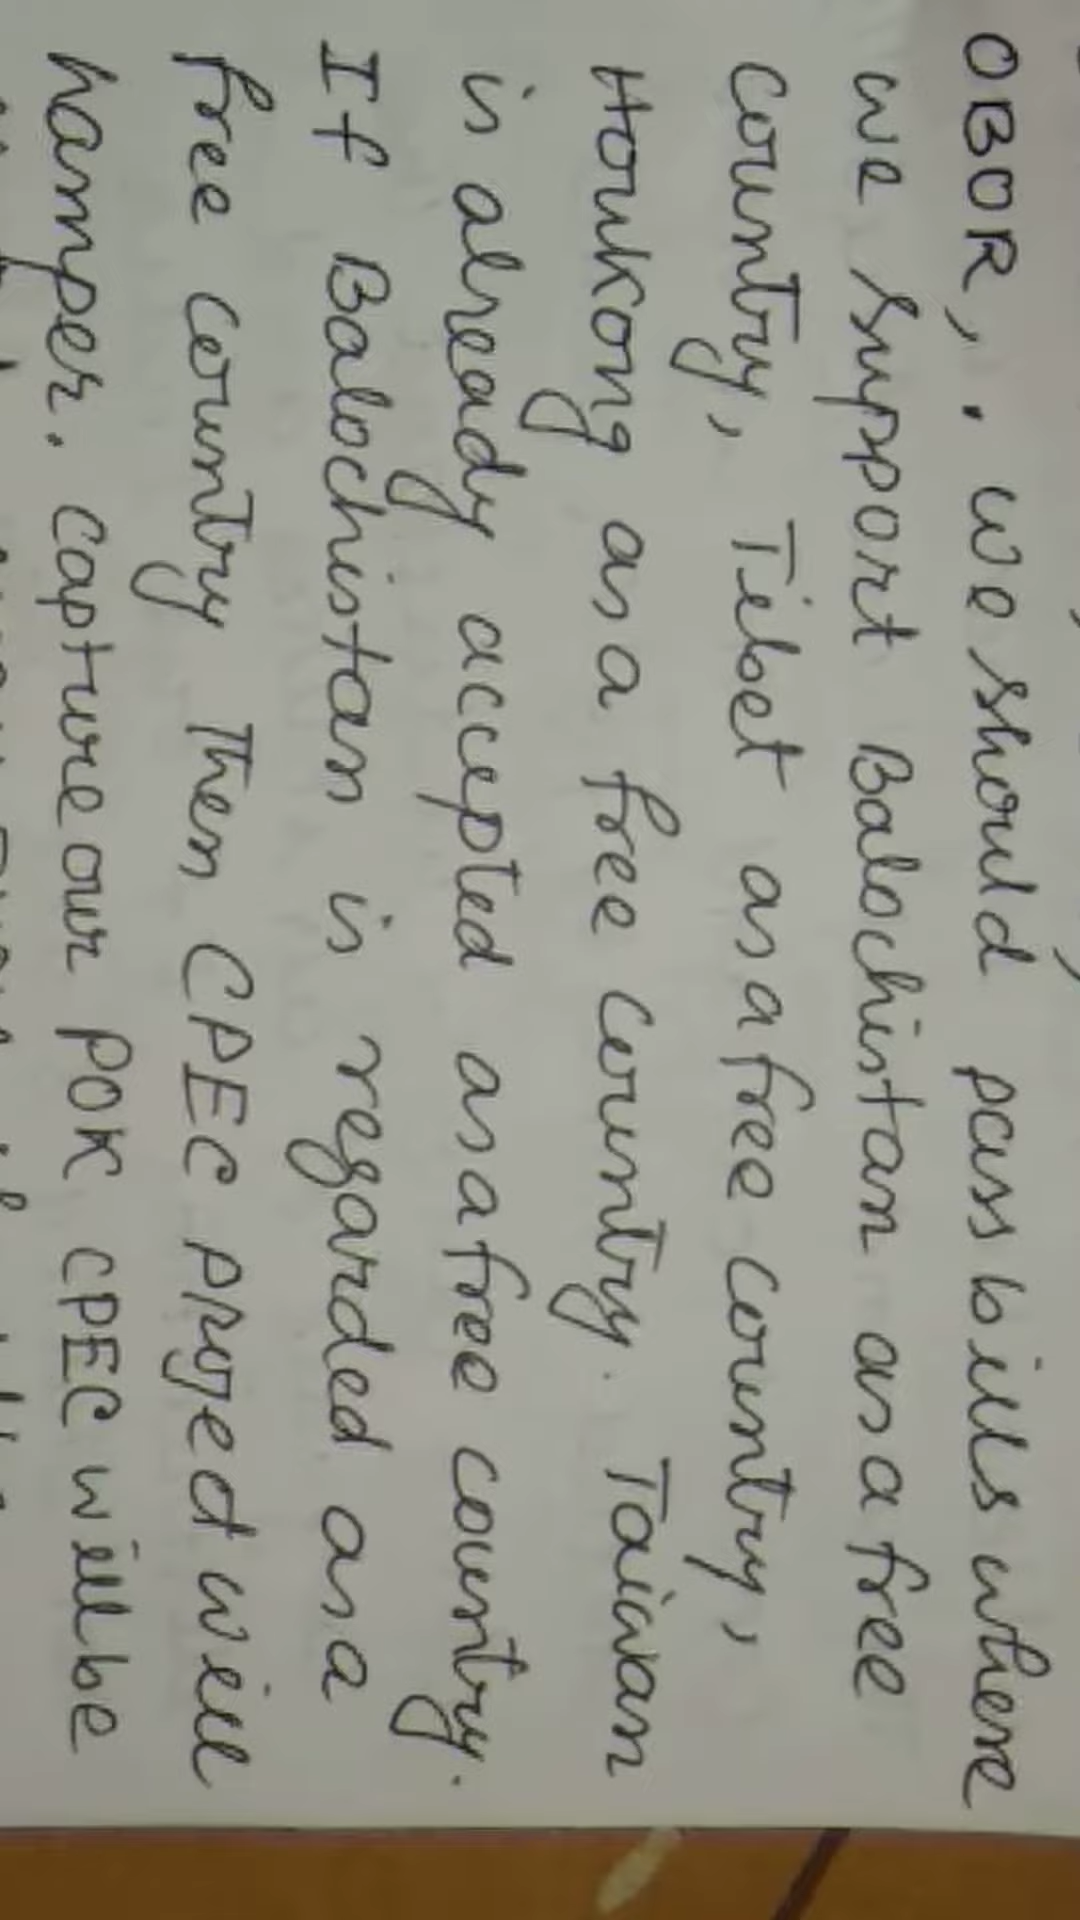 OBOR, . we should pass bills where
we support Balochistan as a free
country, Tibet as a free country,
Hounkong as a free country. Taiwan
is already accepted as a free country.
If Balochistan is regarded as a
free country Then CPEC project will
hamper. Capture our POK CPEC will be